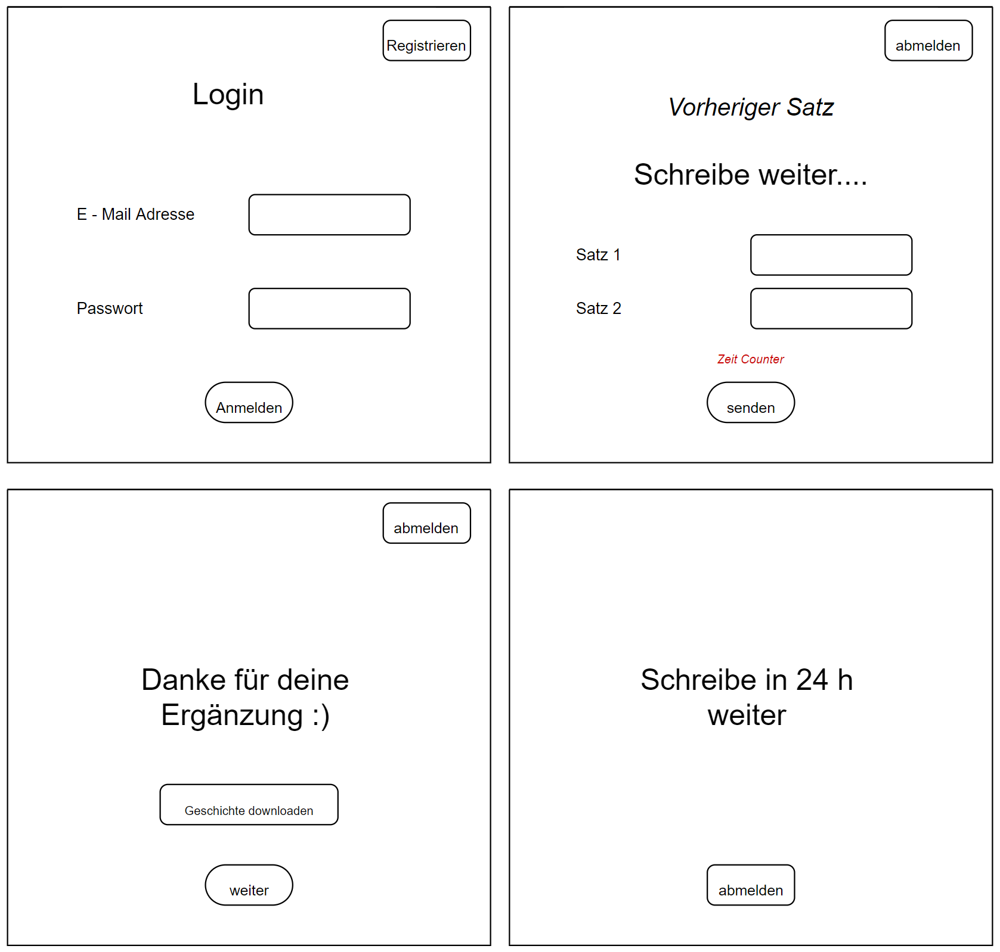 Registrieren
Login
E - Mail Adresse
Passwort
Anmelden
abmelden
Vorheriger Satz
Schreibe weiter....
Satz 1
Satz 2
Zeit Counter
senden
abmelden
Danke für deine
Ergänzung :)
Geschichte downloaden
weiter
Schreibe in 24 h
weiter
abmelden